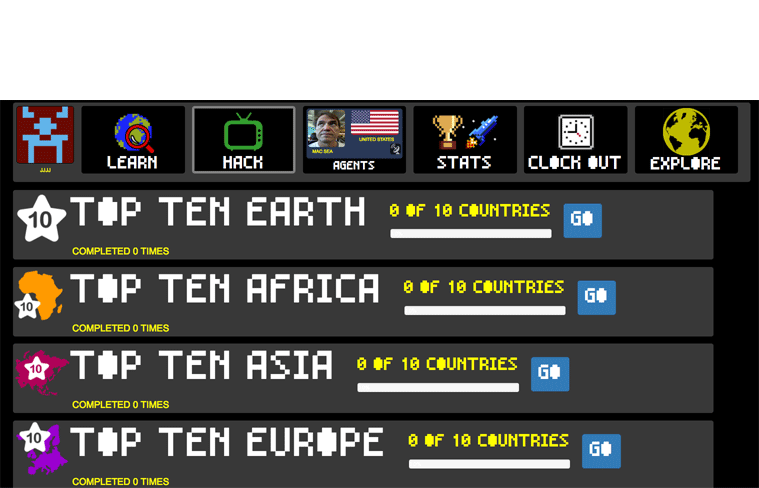 LEARN
HACK
UNITED STATES
MAC SEA
AGENTS
STATS
CLOCK OUT
EXPLORE
10
TOP TEN EARTH
0 OF 10 COUNTRIES
GO
COMPLETED 0 TIMES
10
TOP TEN AFRICA
0 OF 10 COUNTRIES
GO
COMPLETED 0 TIMES
10
TOP TEN ASIA
0 OF 10 COUNTRIES
GO
COMPLETED 0 TIMES
10
TOP TEN EUROPE
0 OF 10 COUNTRIES
GO
COMPLETED 0 TIMES